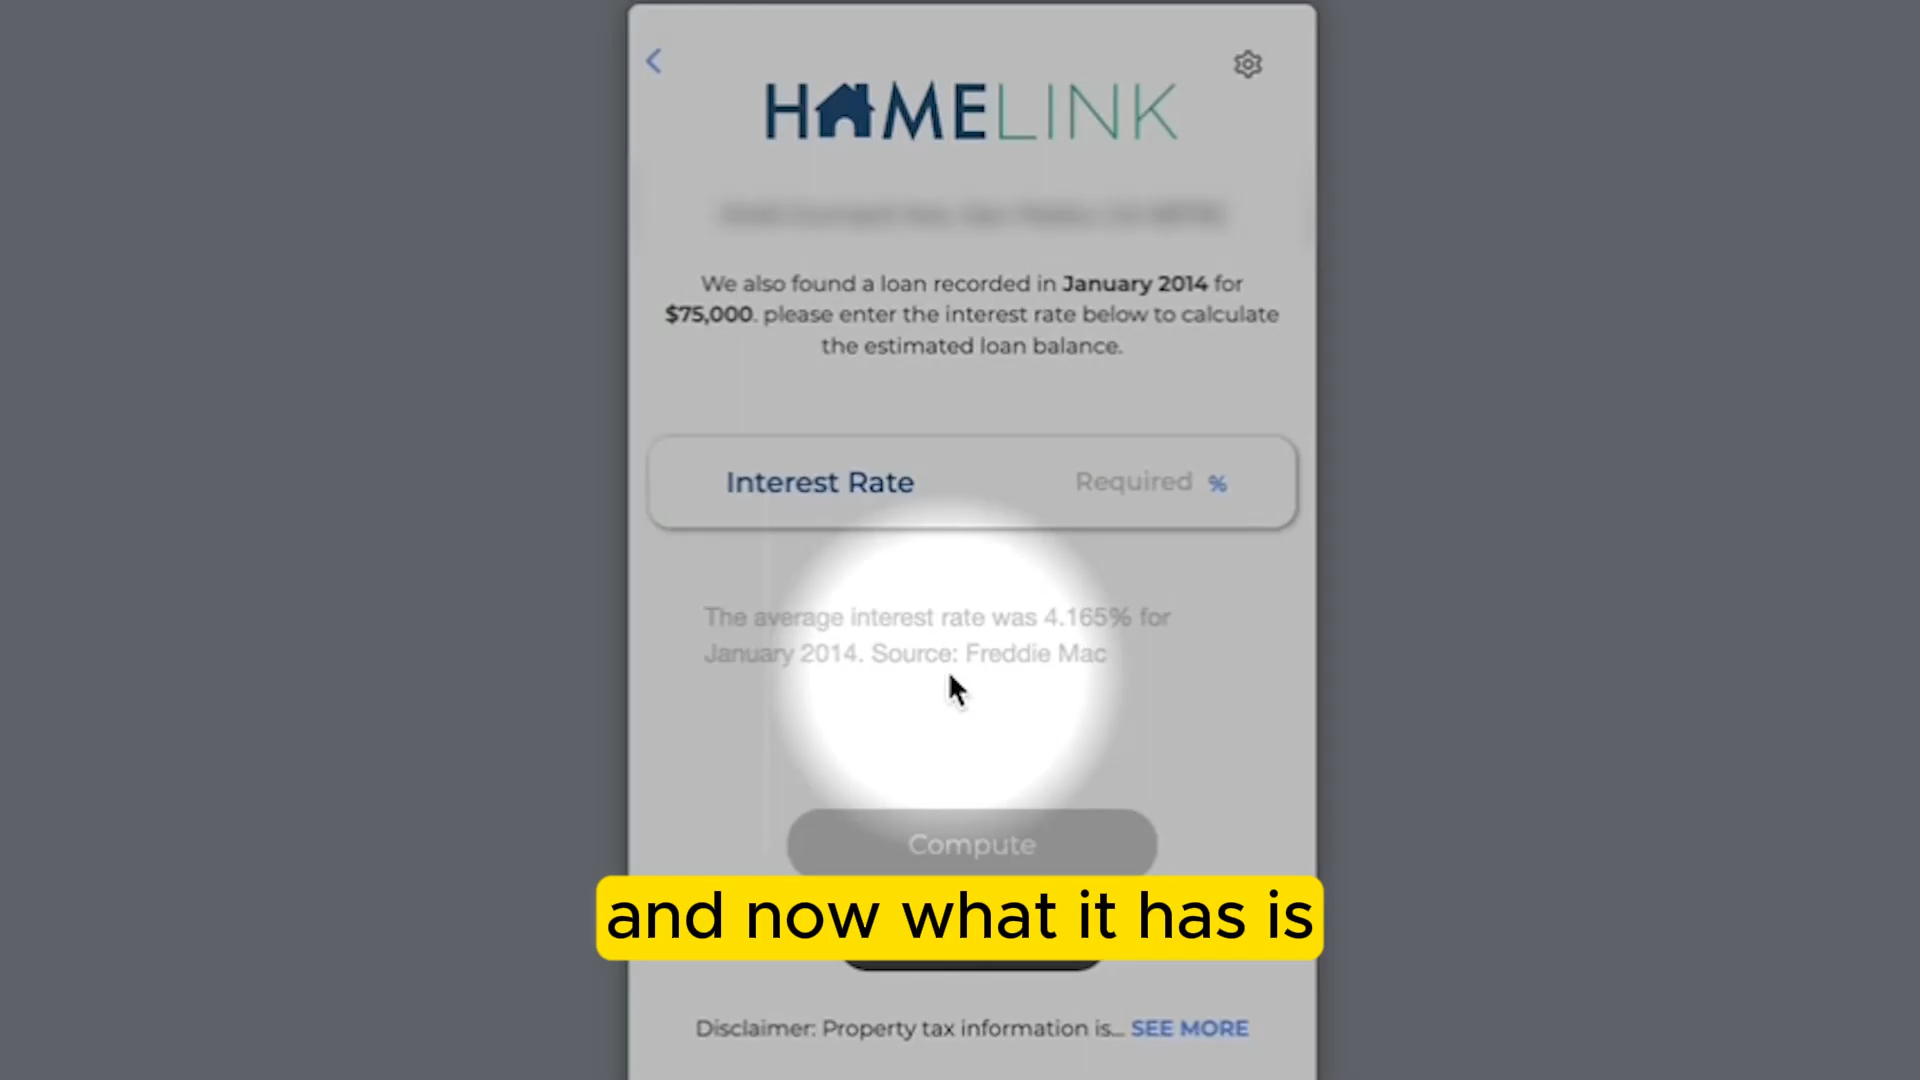 HOMELINK
We also found a loan recorded in January 2014 for
$75,000. please enter the interest rate below to calculate
the estimated loan balance.
Interest Rate Required %
The average interest rate was 4.165% for
January 2014. Source: Freddie Mac
Compute
and now what it has is
Disclaimer: Property tax information is... SEE MORE